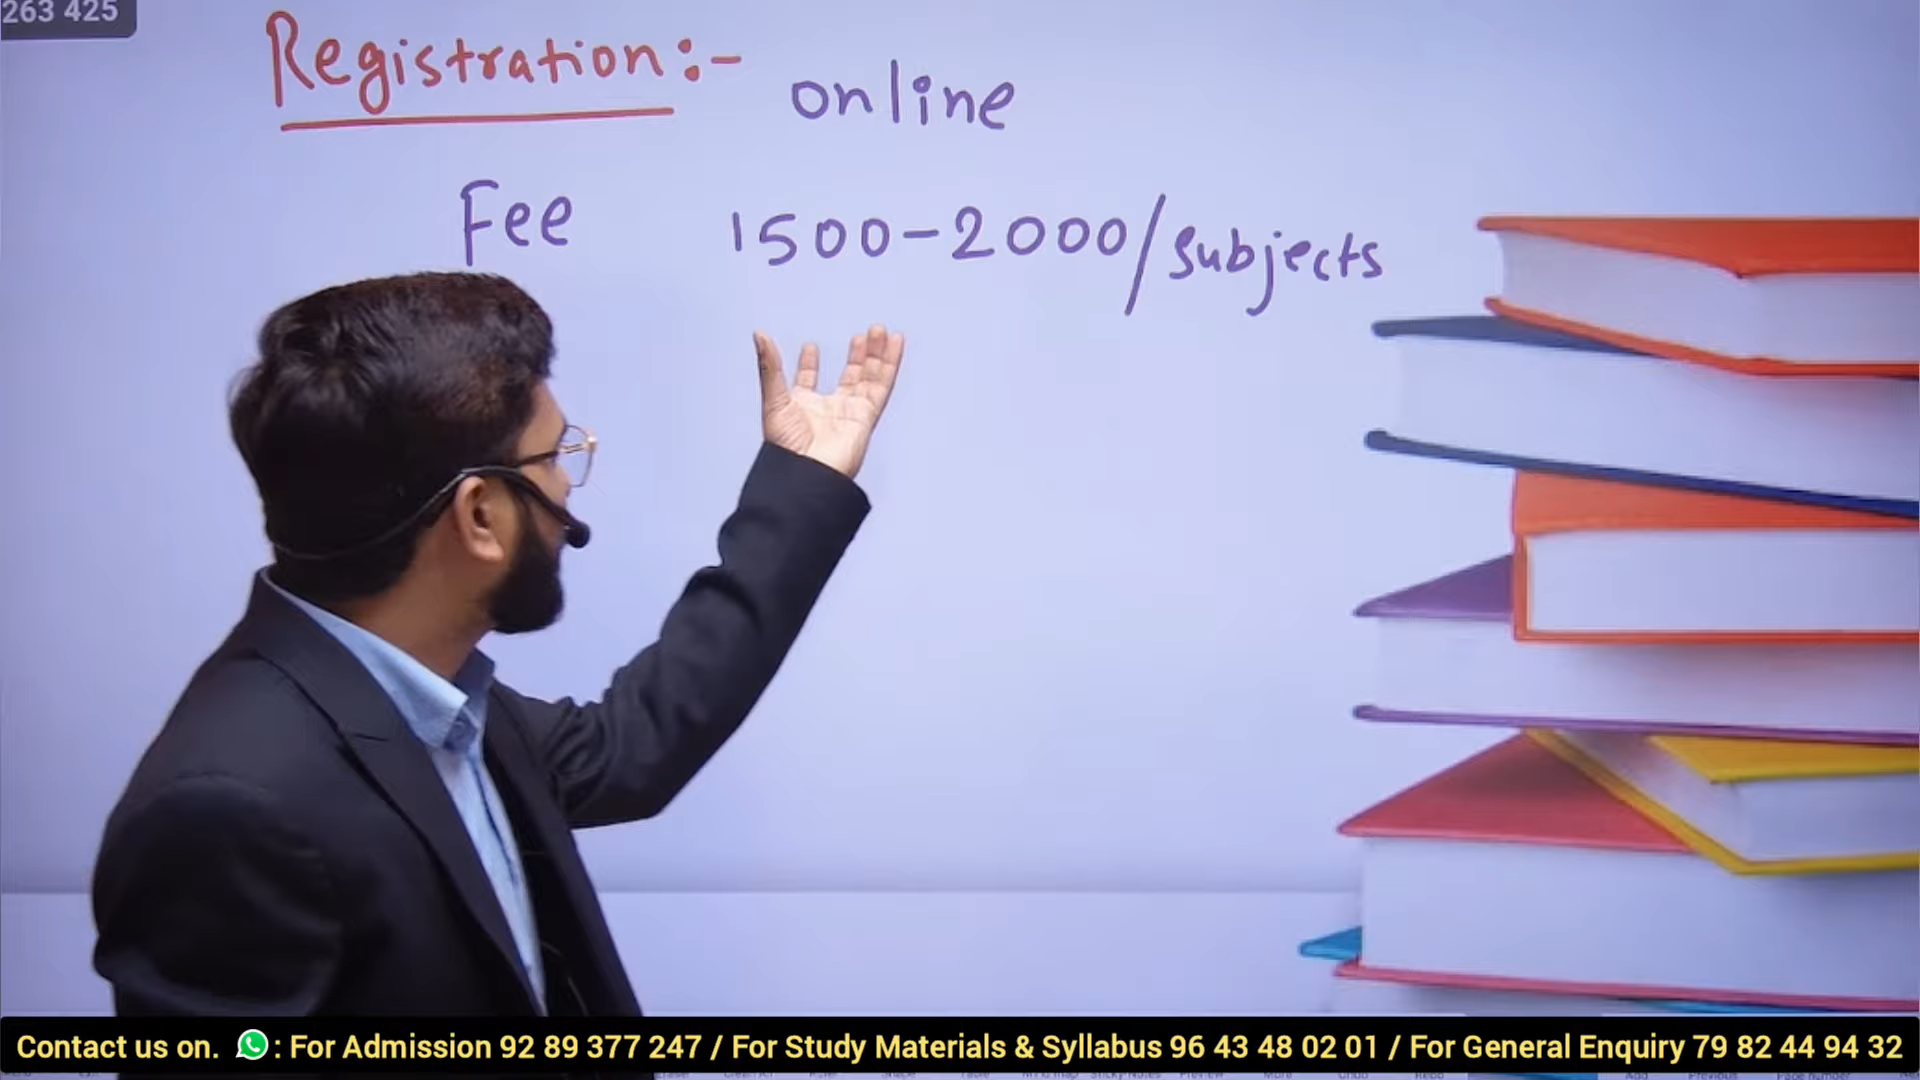 263 425
Registration:-
online
Fee 1500-2000/subjects
Contact us on. : For Admission 92 89 377 247 / For Study Materials & Syllabus 96 43 48 02 01 / For General Enquiry 79 82 44 94 32